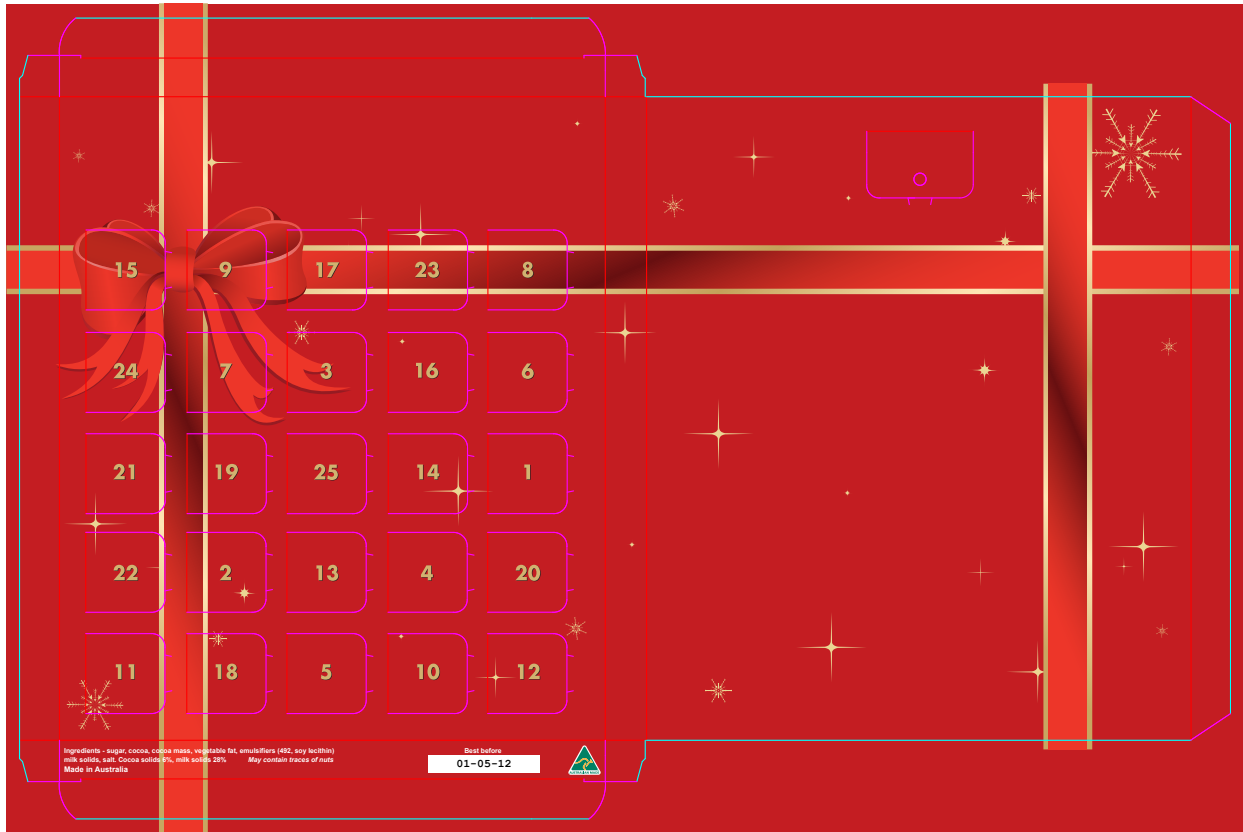 15 9 17 23 8
24 7 3 16 6
21 19 25 14 1
22 2 13 4 20
11 18 5 10 12
Ingredients - sugar, cocoa, cocoa mass, vegetable fat, emulsifiers (492, soy lecithin)
milk solids, salt. Cocoa solids 6%, milk solids 28% May contain traces of nuts
Made in Australia
Best before
01-05-12
AUSTRALIAN MADE